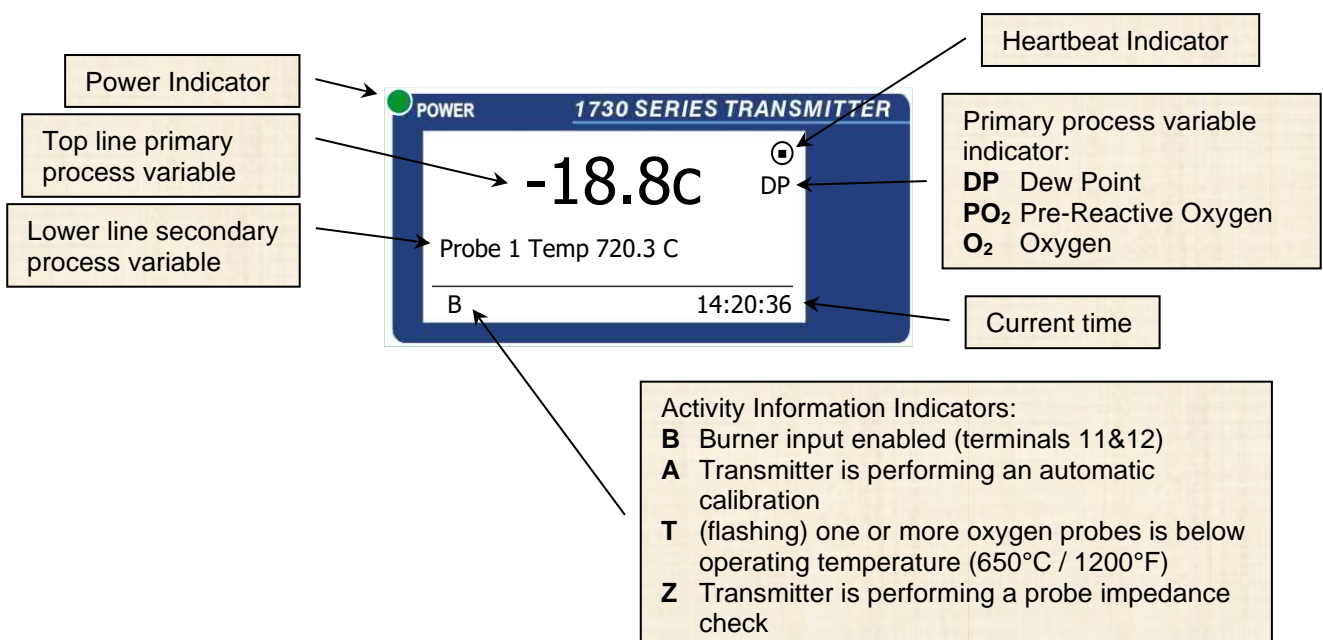 Heartbeat Indicator
Power Indicator
POWER
1730 SERIES TRANSMITTER
Top line primary
process variable
-18.8c
DP
Primary process variable
indicator:
DP Dew Point
PO₂ Pre-Reactive Oxygen
O₂ Oxygen
Lower line secondary
process variable
Probe 1 Temp 720.3 C
B
14:20:36
Current time
Activity Information Indicators:
B Burner input enabled (terminals 11&12)
A Transmitter is performing an automatic
calibration
T (flashing) one or more oxygen probes is below
operating temperature (650°C / 1200°F)
Z Transmitter is performing a probe impedance
check